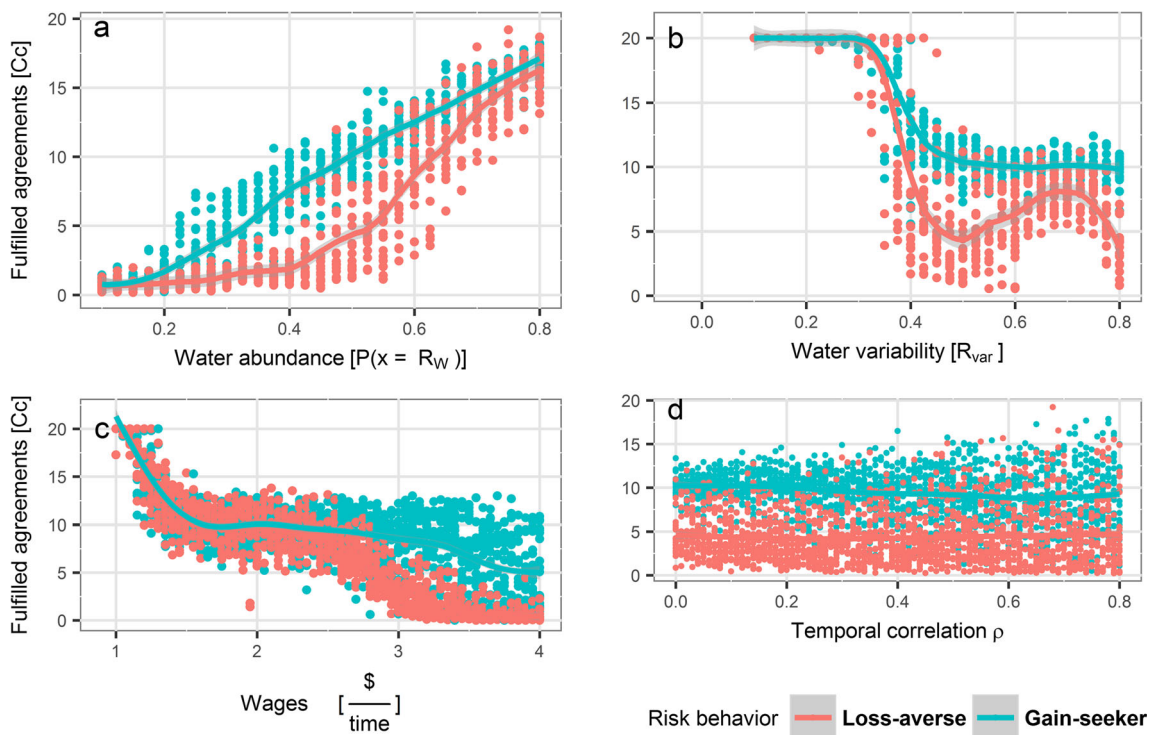 a
20
15
10
5
0
Fulfilled agreements [Cc]
0.2 0.4 0.6 0.8
Water abundance [P(x = R_W )]
b
20
15
10
5
0
0.0 0.2 0.4 0.6 0.8
Water variability [R_var ]
c
20
15
10
5
0
Fulfilled agreements [Cc]
1 2 3 4
Wages [ $ / time ]
d
20
15
10
5
0
0.0 0.2 0.4 0.6 0.8
Temporal correlation ρ
Risk behavior Loss-averse Gain-seeker